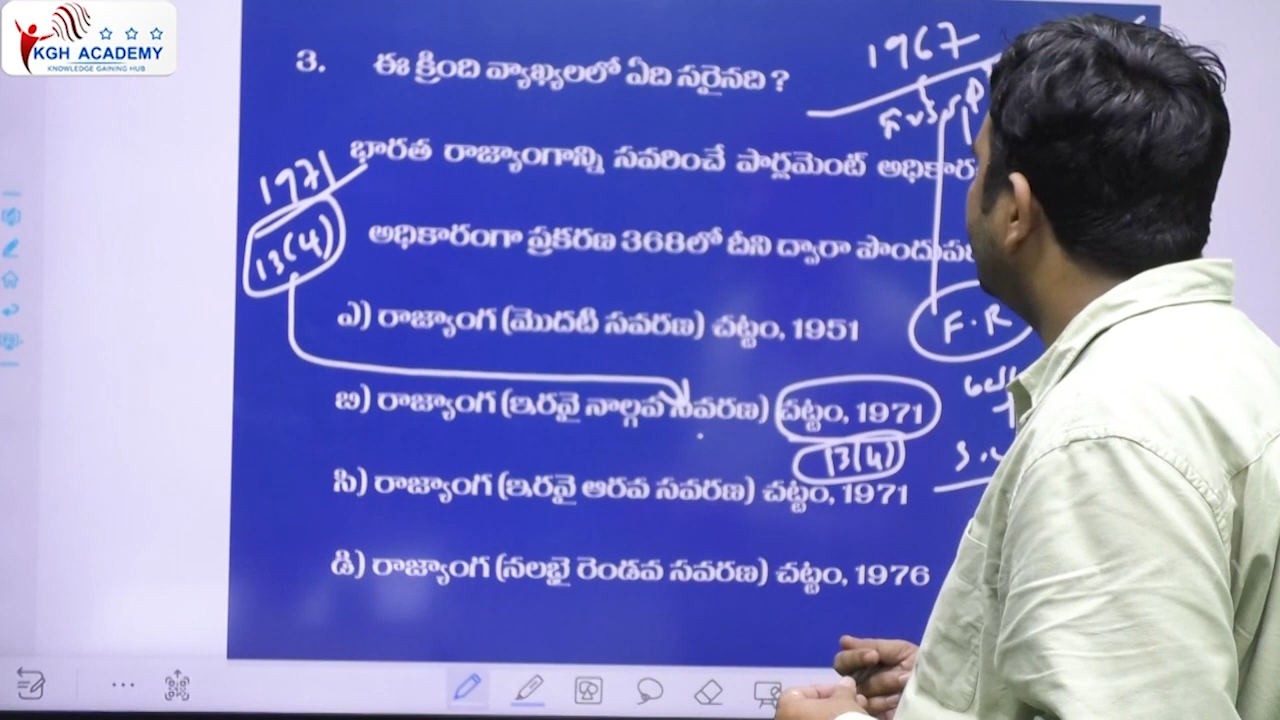 KGH ACADEMY
KNOWLEDGE GAINING HUB
3. ఈ క్రింది వ్యాఖ్యలలో ఏది సరైనది ?
1967
భారత రాజ్యాంగాన్ని సవరించే పార్లమెంట్
1971
13(4)
అధికారంగా ప్రకరణ 368లో దీని ద్వారా
ఎ) రాజ్యాంగ (మొదటి సవరణ) చట్టం, 1951
F.R
బి) రాజ్యాంగ (ఇరవై నాల్గవ సవరణ) చట్టం, 1971
13(4)
సి) రాజ్యాంగ (ఇరవై ఆరవ సవరణ) చట్టం, 1971
డి) రాజ్యాంగ (నలభై రెండవ సవరణ) చట్టం, 1976